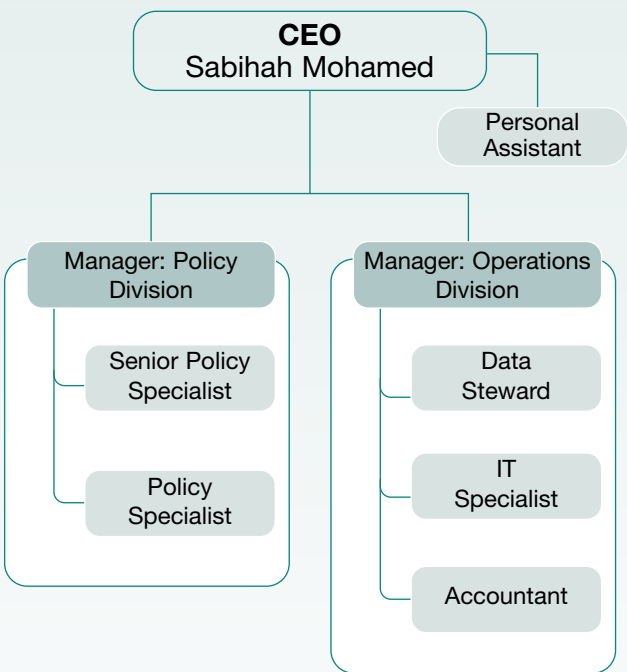 CEO
Sabihah Mohamed
Personal
Assistant
Manager: Policy
Division
Senior Policy
Specialist
Policy
Specialist
Manager: Operations
Division
Data
Steward
IT
Specialist
Accountant